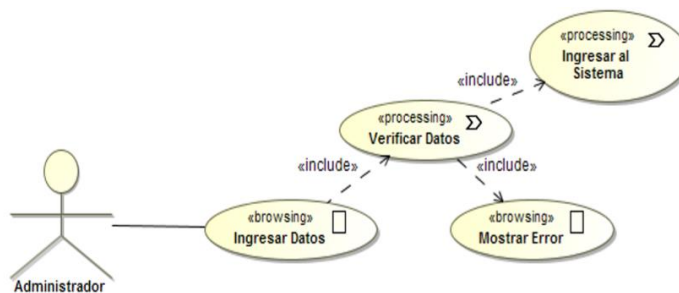 «processing»
Ingresar al
Sistema
«include»
«processing»
Verificar Datos
«include»
«include»
«browsing»
Ingresar Datos
«browsing»
Mostrar Error
Administrador